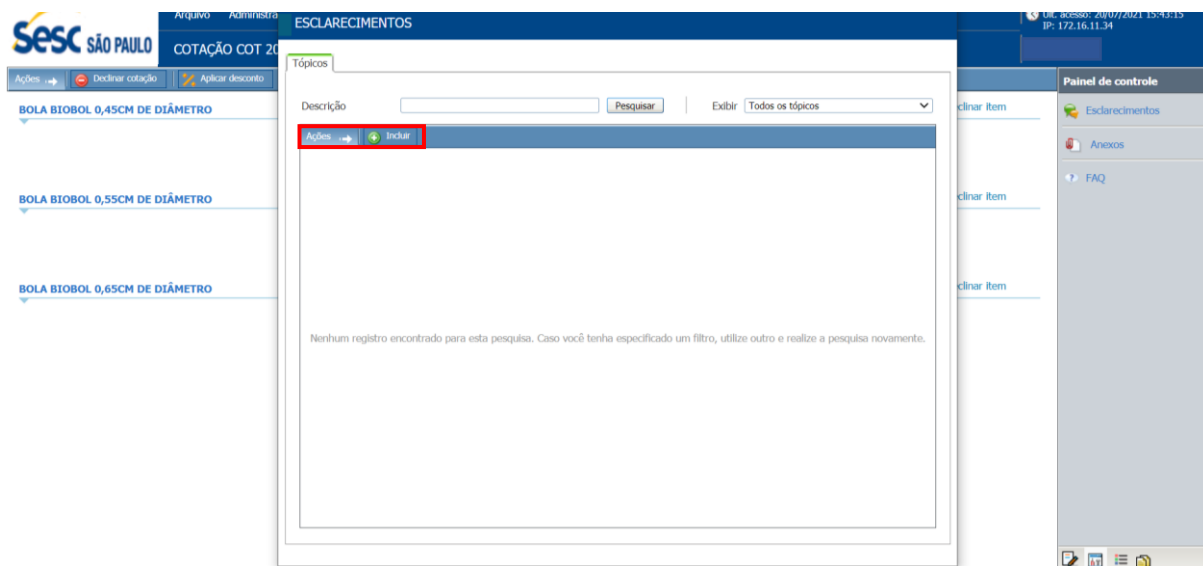 Arquivo Administra
Sesc SÃO PAULO
COTAÇÃO COT 20
Ações Declinar cotação Aplicar desconto
BOLA BIOBOL 0,45CM DE DIÂMETRO
BOLA BIOBOL 0,55CM DE DIÂMETRO
BOLA BIOBOL 0,65CM DE DIÂMETRO
ESCLARECIMENTOS
Tópicos
Descrição Pesquisar Exibir Todos os tópicos
Ações Incluir
Nenhum registro encontrado para esta pesquisa. Caso você tenha especificado um filtro, utilize outro e realize a pesquisa novamente.
clinar item
clinar item
clinar item
Últ. acesso: 20/07/2021 15:43:15
IP: 172.16.11.34
Painel de controle
Esclarecimentos
Anexos
FAQ